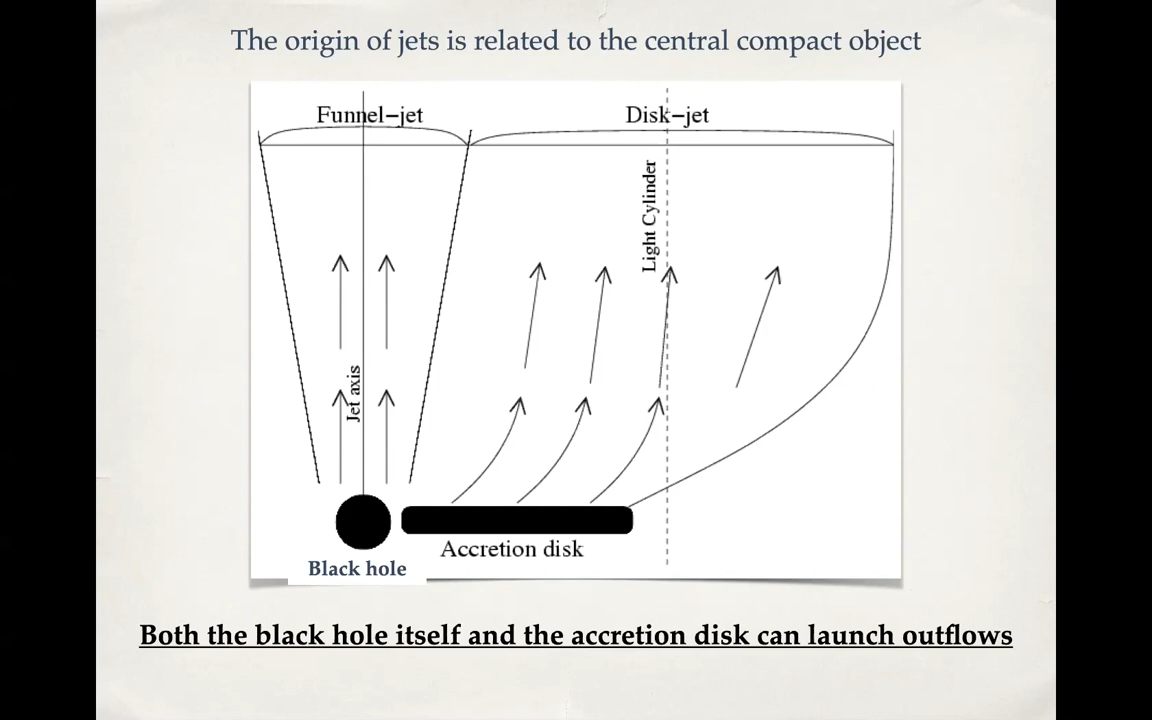 The origin of jets is related to the central compact object
Funnel-jet
Disk-jet
Light Cylinder
Jet axis
Accretion disk
Black hole
Both the black hole itself and the accretion disk can launch outflows